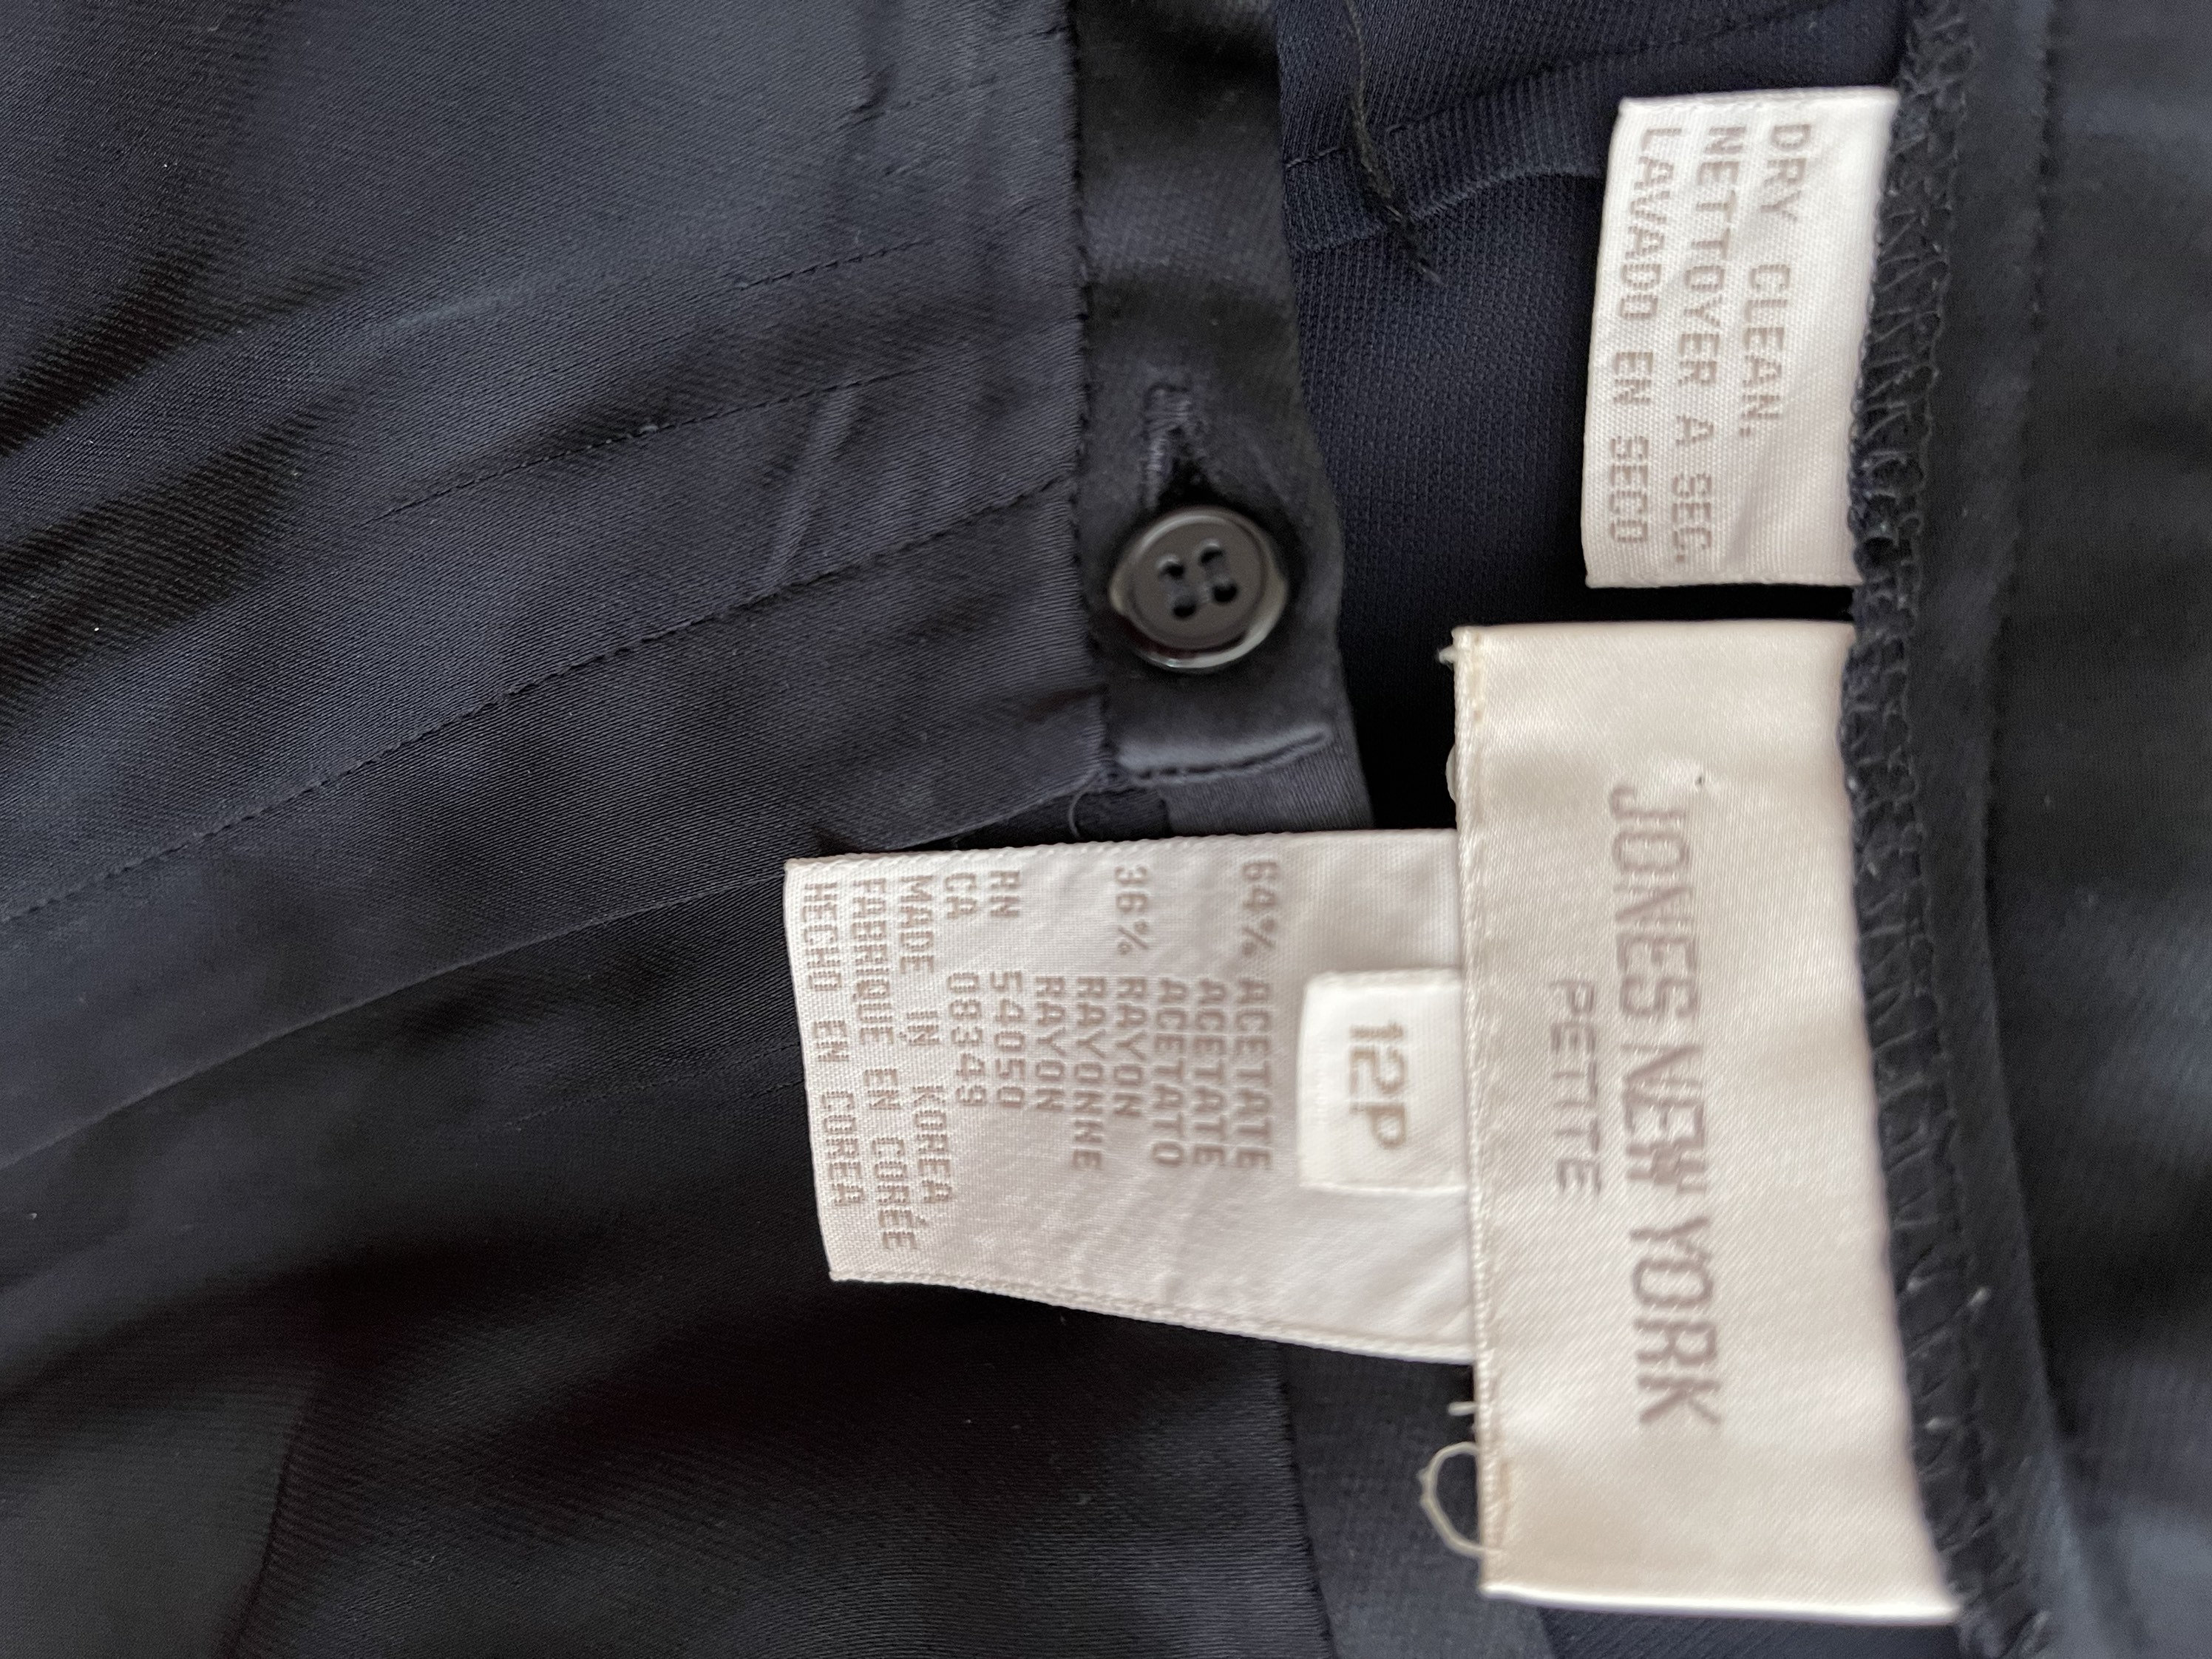 DRY CLEAN.
NETTOYER A SEC.
LAVADO EN SECO
JONES NEW YORK
PETITE
12P
64% ACETATE
ACETATE
ACETATO
36% RAYON
RAYONNE
RAYON
RN 54050
CA 08349
MADE IN KOREA
FABRIQUE EN CORÉE
HECHO EN COREA